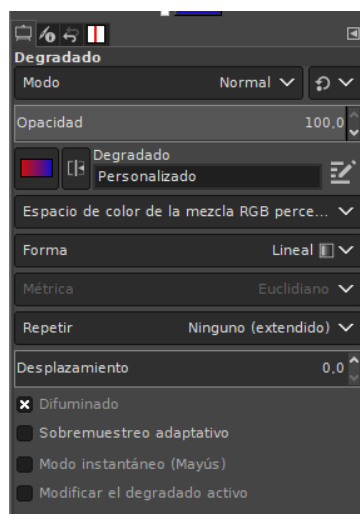 Degradado
Modo Normal
Opacidad 100,0
Degradado
Personalizado
Espacio de color de la mezcla RGB perce...
Forma Lineal
Métrica Euclidiano
Repetir Ninguno (extendido)
Desplazamiento 0,0
Difuminado
Sobremuestreo adaptativo
Modo instantáneo (Mayús)
Modificar el degradado activo